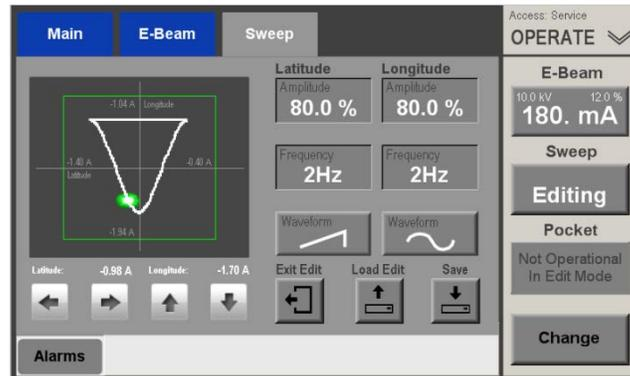 Main
E-Beam
Sweep
Access: Service
OPERATE
Latitude
Longitude
Amplitude
80.0 %
Amplitude
80.0 %
Frequency
2Hz
Frequency
2Hz
Waveform
Waveform
-1.04 A
Longitude
-1.40 A
-0.40 A
Latitude
-1.94 A
Latitude:
-0.98 A
Longitude:
-1.70 A
Exit Edit
Load Edit
Save
E-Beam
10.0 kV
12.0 %
180. mA
Sweep
Editing
Pocket
Not Operational
In Edit Mode
Change
Alarms